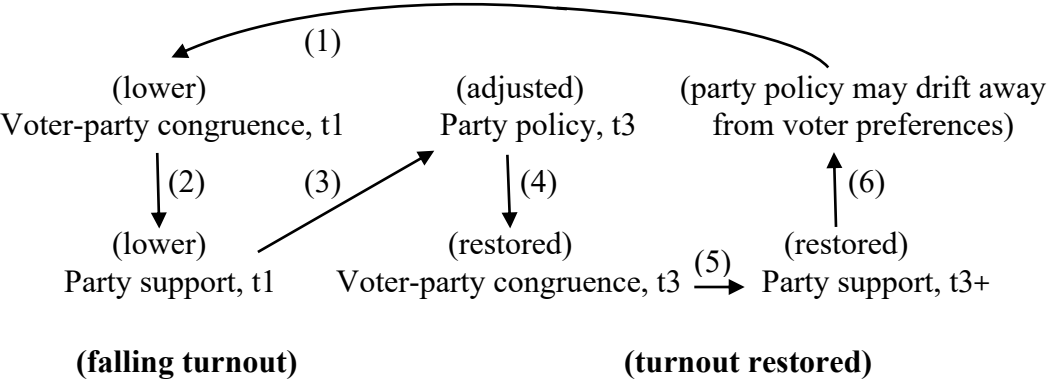 (1)
(lower)
Voter-party congruence, t1
(adjusted)
Party policy, t3
(party policy may drift away
from voter preferences)
(2)
(3)
(4)
(6)
(lower)
Party support, t1
(restored)
Voter-party congruence, t3
(5)
(restored)
Party support, t3+
(falling turnout)
(turnout restored)